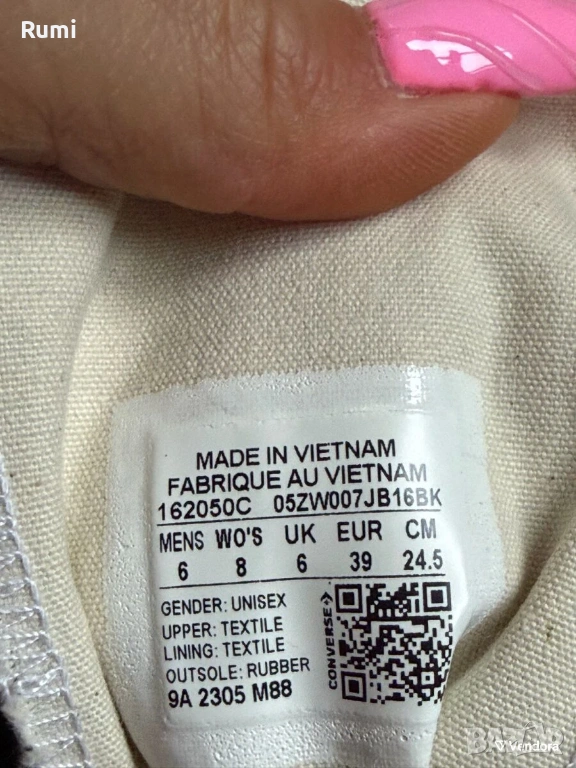 Rumi
MADE IN VIETNAM
FABRIQUE AU VIETNAM
162050C 05ZW007JB16BK
MENS WO'S UK EUR CM
6 8 6 39 24.5
GENDER: UNISEX
UPPER: TEXTILE
LINING: TEXTILE
OUTSOLE: RUBBER
9A 2305 M88
CONVERSE
Vendora